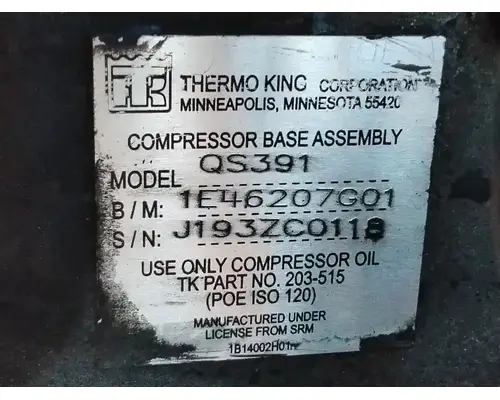 TK
THERMO KING CORPORATION
MINNEAPOLIS, MINNESOTA 55420
COMPRESSOR BASE ASSEMBLY
MODEL QS391
B / M: 1E46207G01
S / N: J193ZC0118
USE ONLY COMPRESSOR OIL
TK PART NO. 203-515
(POE ISO 120)
MANUFACTURED UNDER
LICENSE FROM SRM
1B14002H01